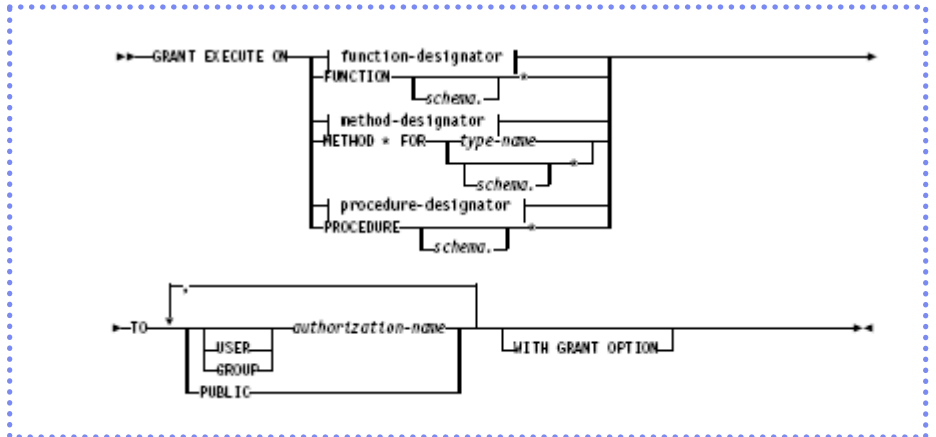 GRANT EXECUTE ON function-designator
FUNCTION *
schema.
method-designator
METHOD * FOR type-name
*
schema.
procedure-designator
PROCEDURE *
schema.
,
TO authorization-name
USER WITH GRANT OPTION
GROUP
PUBLIC